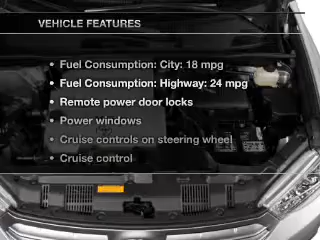 VEHICLE FEATURES
• Fuel Consumption: City: 18 mpg
• Fuel Consumption: Highway: 24 mpg
• Remote power door locks
• Power windows
• Cruise controls on steering wheel
• Cruise control